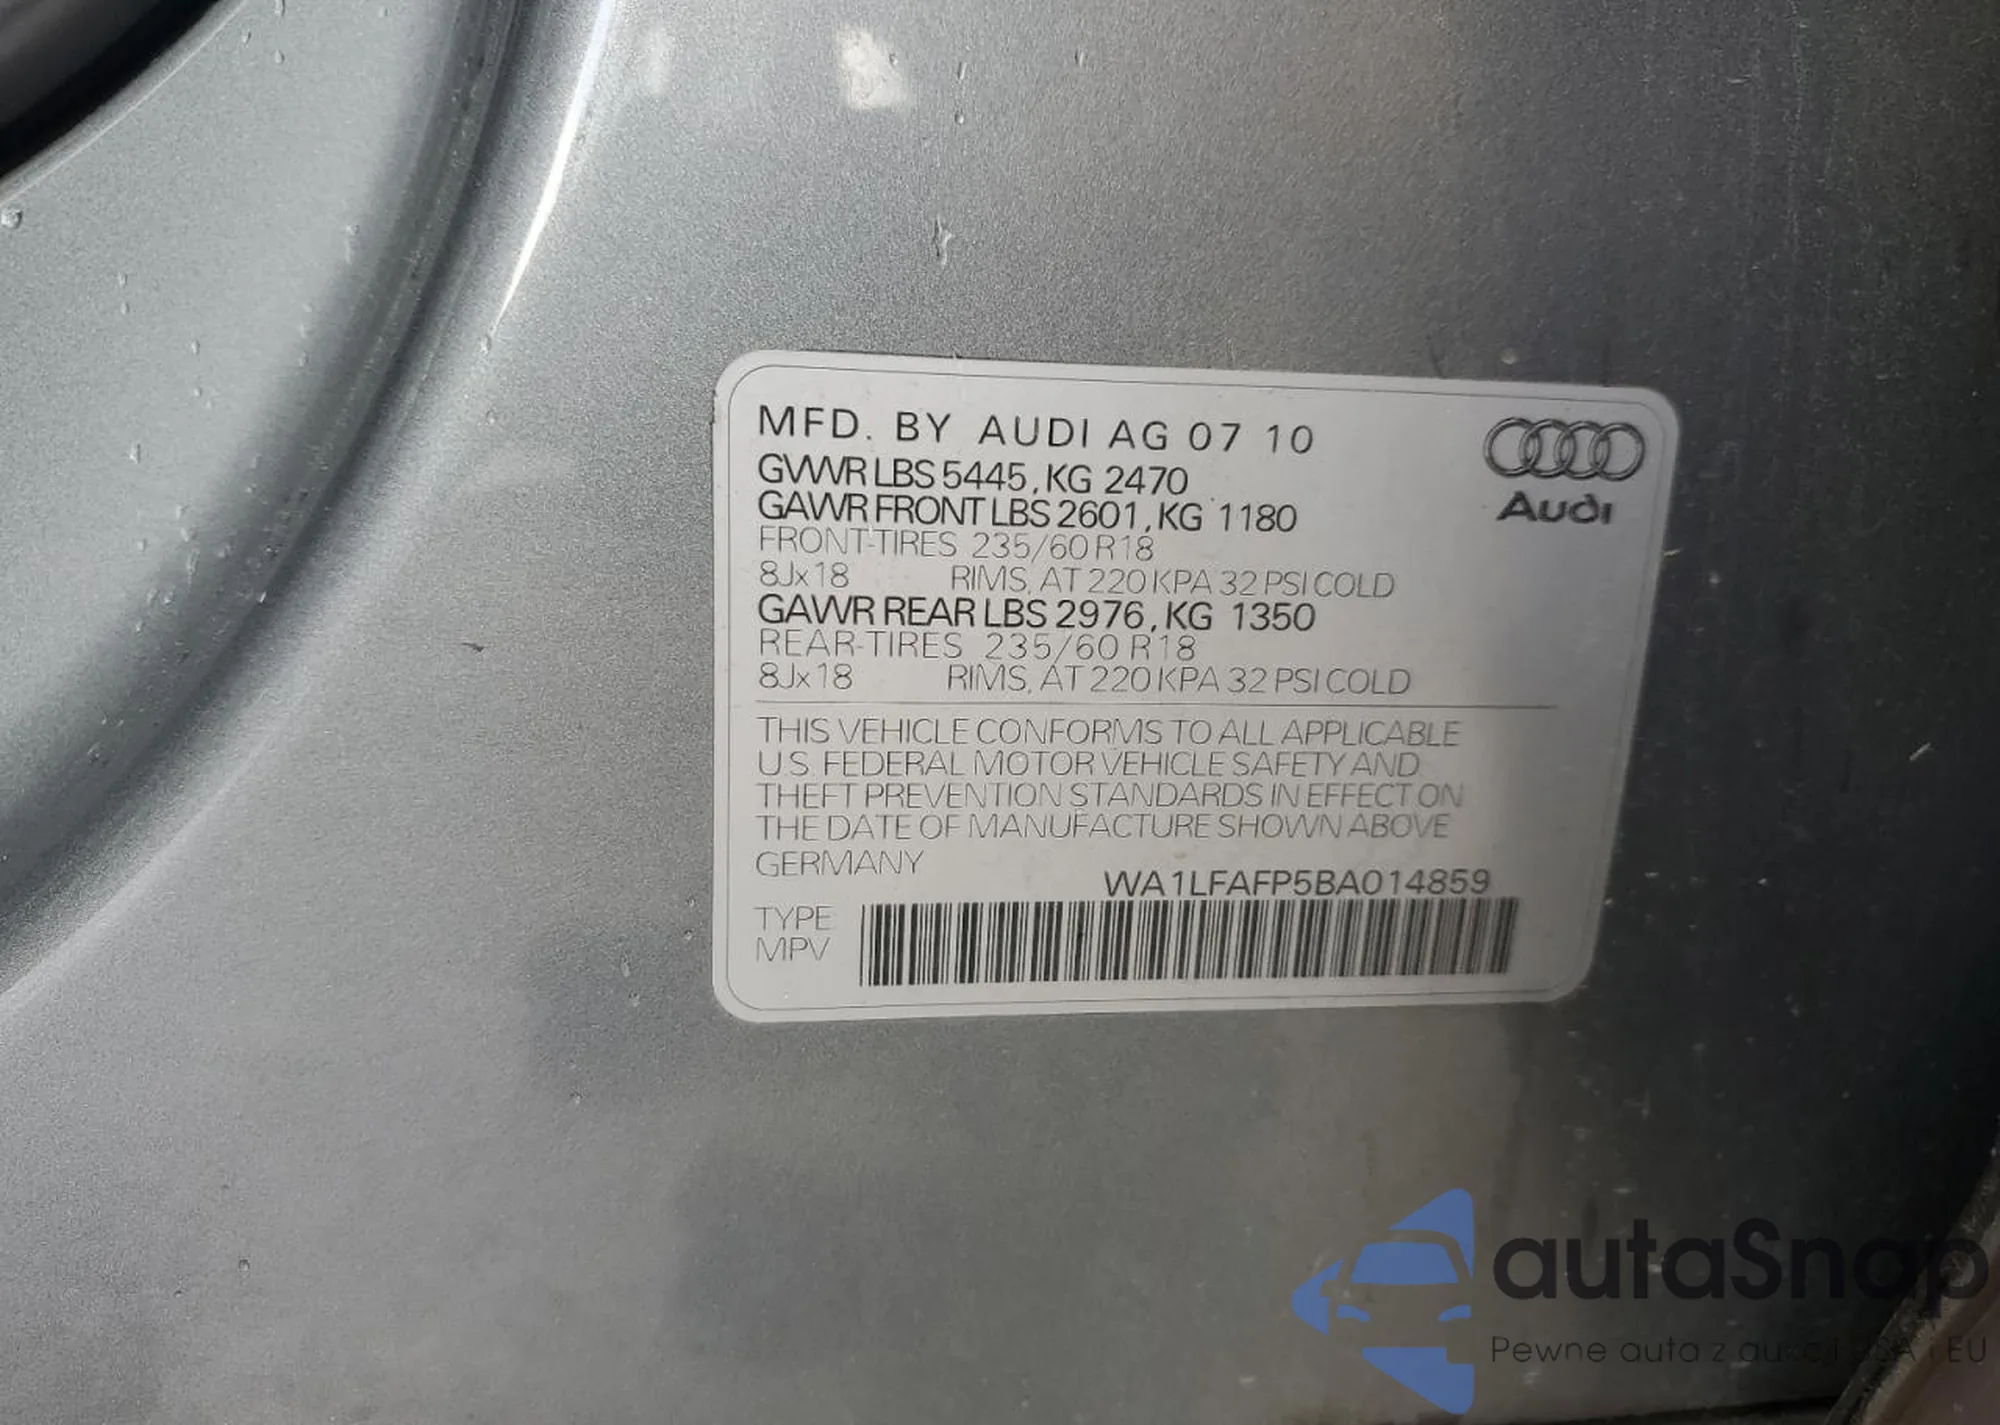 MFD. BY AUDI AG 07 10
GVWR LBS 5445, KG 2470
GAWR FRONT LBS 2601, KG 1180
FRONT-TIRES 235/60 R18
8Jx18 RIMS, AT 220 KPA 32 PSI COLD
GAWR REAR LBS 2976, KG 1350
REAR-TIRES 235/60 R18
8Jx18 RIMS, AT 220 KPA 32 PSI COLD
Audi
THIS VEHICLE CONFORMS TO ALL APPLICABLE
U.S. FEDERAL MOTOR VEHICLE SAFETY AND
THEFT PREVENTION STANDARDS IN EFFECT ON
THE DATE OF MANUFACTURE SHOWN ABOVE
GERMANY
WA1LFAFP5BA014859
TYPE
MPV
autaSnap
Pewne auta z aukcji USA i EU